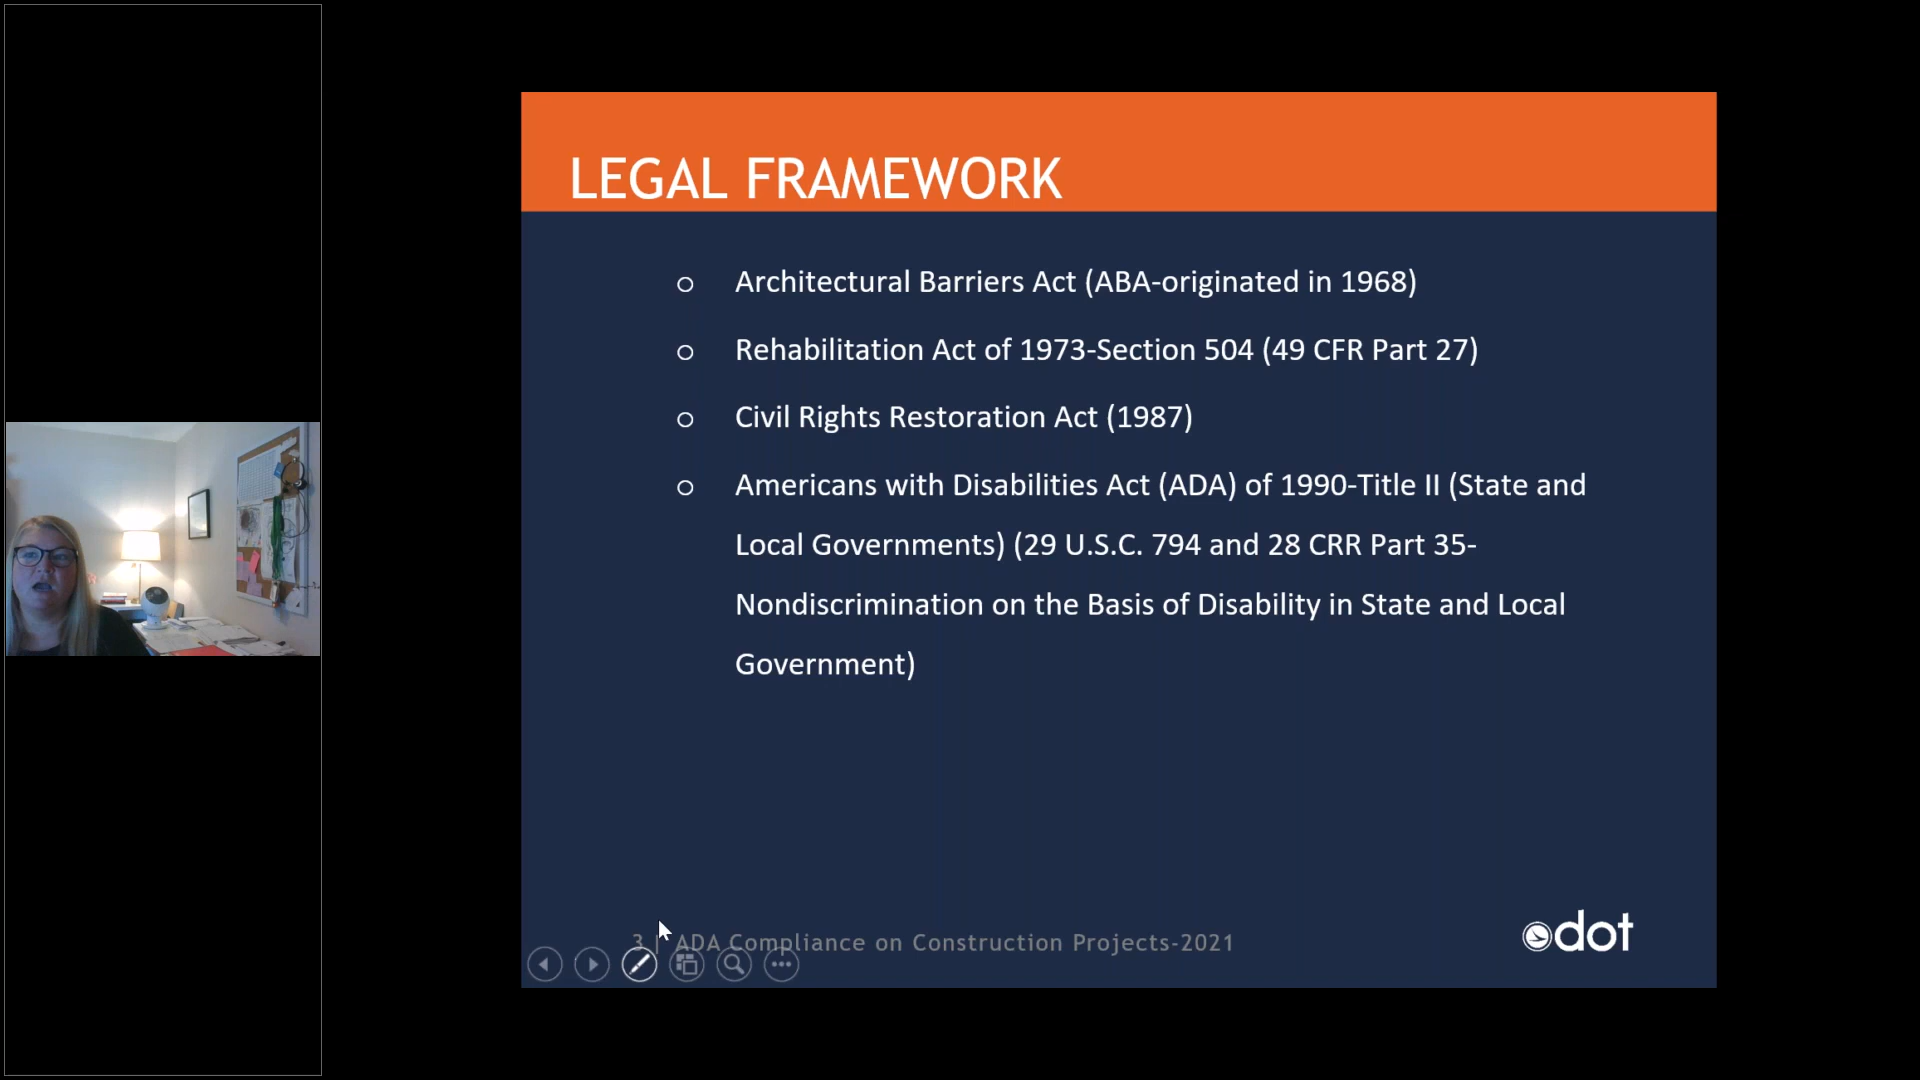 LEGAL FRAMEWORK
o Architectural Barriers Act (ABA-originated in 1968)
o Rehabilitation Act of 1973-Section 504 (49 CFR Part 27)
o Civil Rights Restoration Act (1987)
o Americans with Disabilities Act (ADA) of 1990-Title II (State and
Local Governments) (29 U.S.C. 794 and 28 CRR Part 35-
Nondiscrimination on the Basis of Disability in State and Local
Government)
3 | ADA Compliance on Construction Projects-2021
dot